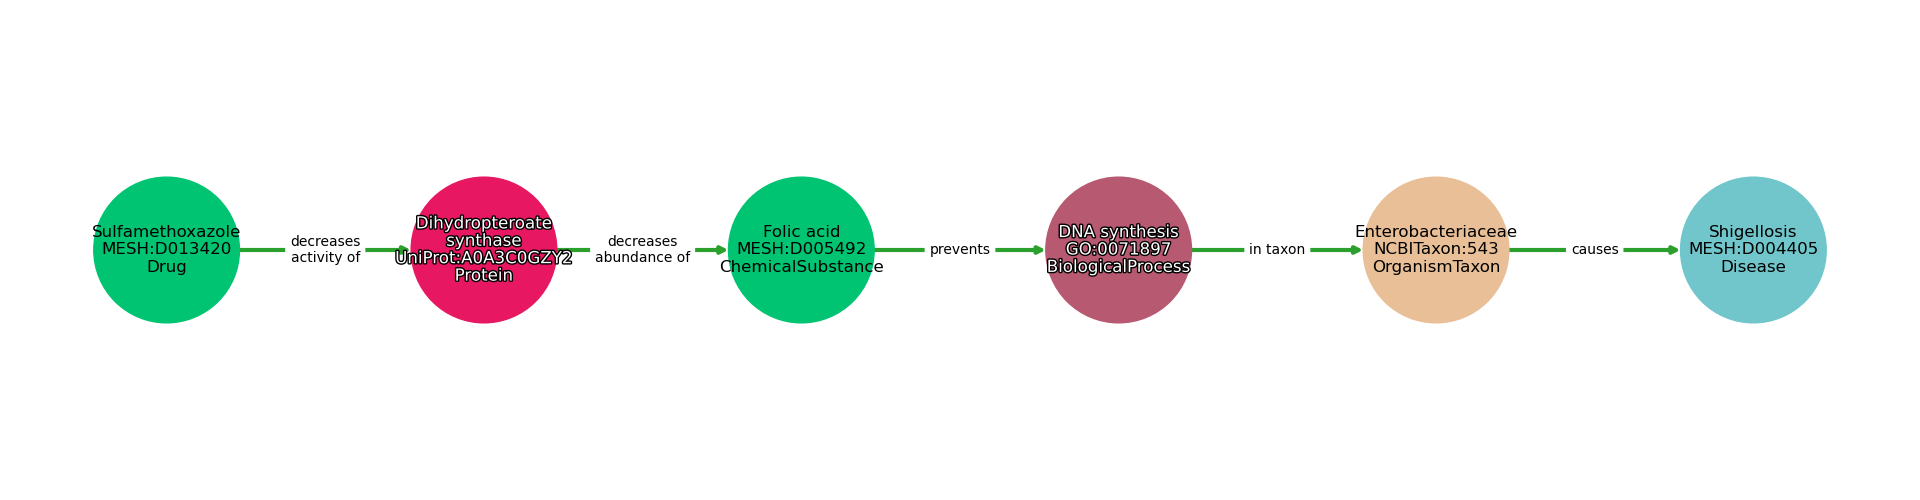 Sulfamethoxazole
MESH:D013420
Drug
decreases
activity of
Dihydropteroate
synthase
UniProt:A0A3C0GZY2
Protein
decreases
abundance of
Folic acid
MESH:D005492
ChemicalSubstance
prevents
DNA synthesis
GO:0071897
BiologicalProcess
in taxon
Enterobacteriaceae
NCBITaxon:543
OrganismTaxon
causes
Shigellosis
MESH:D004405
Disease